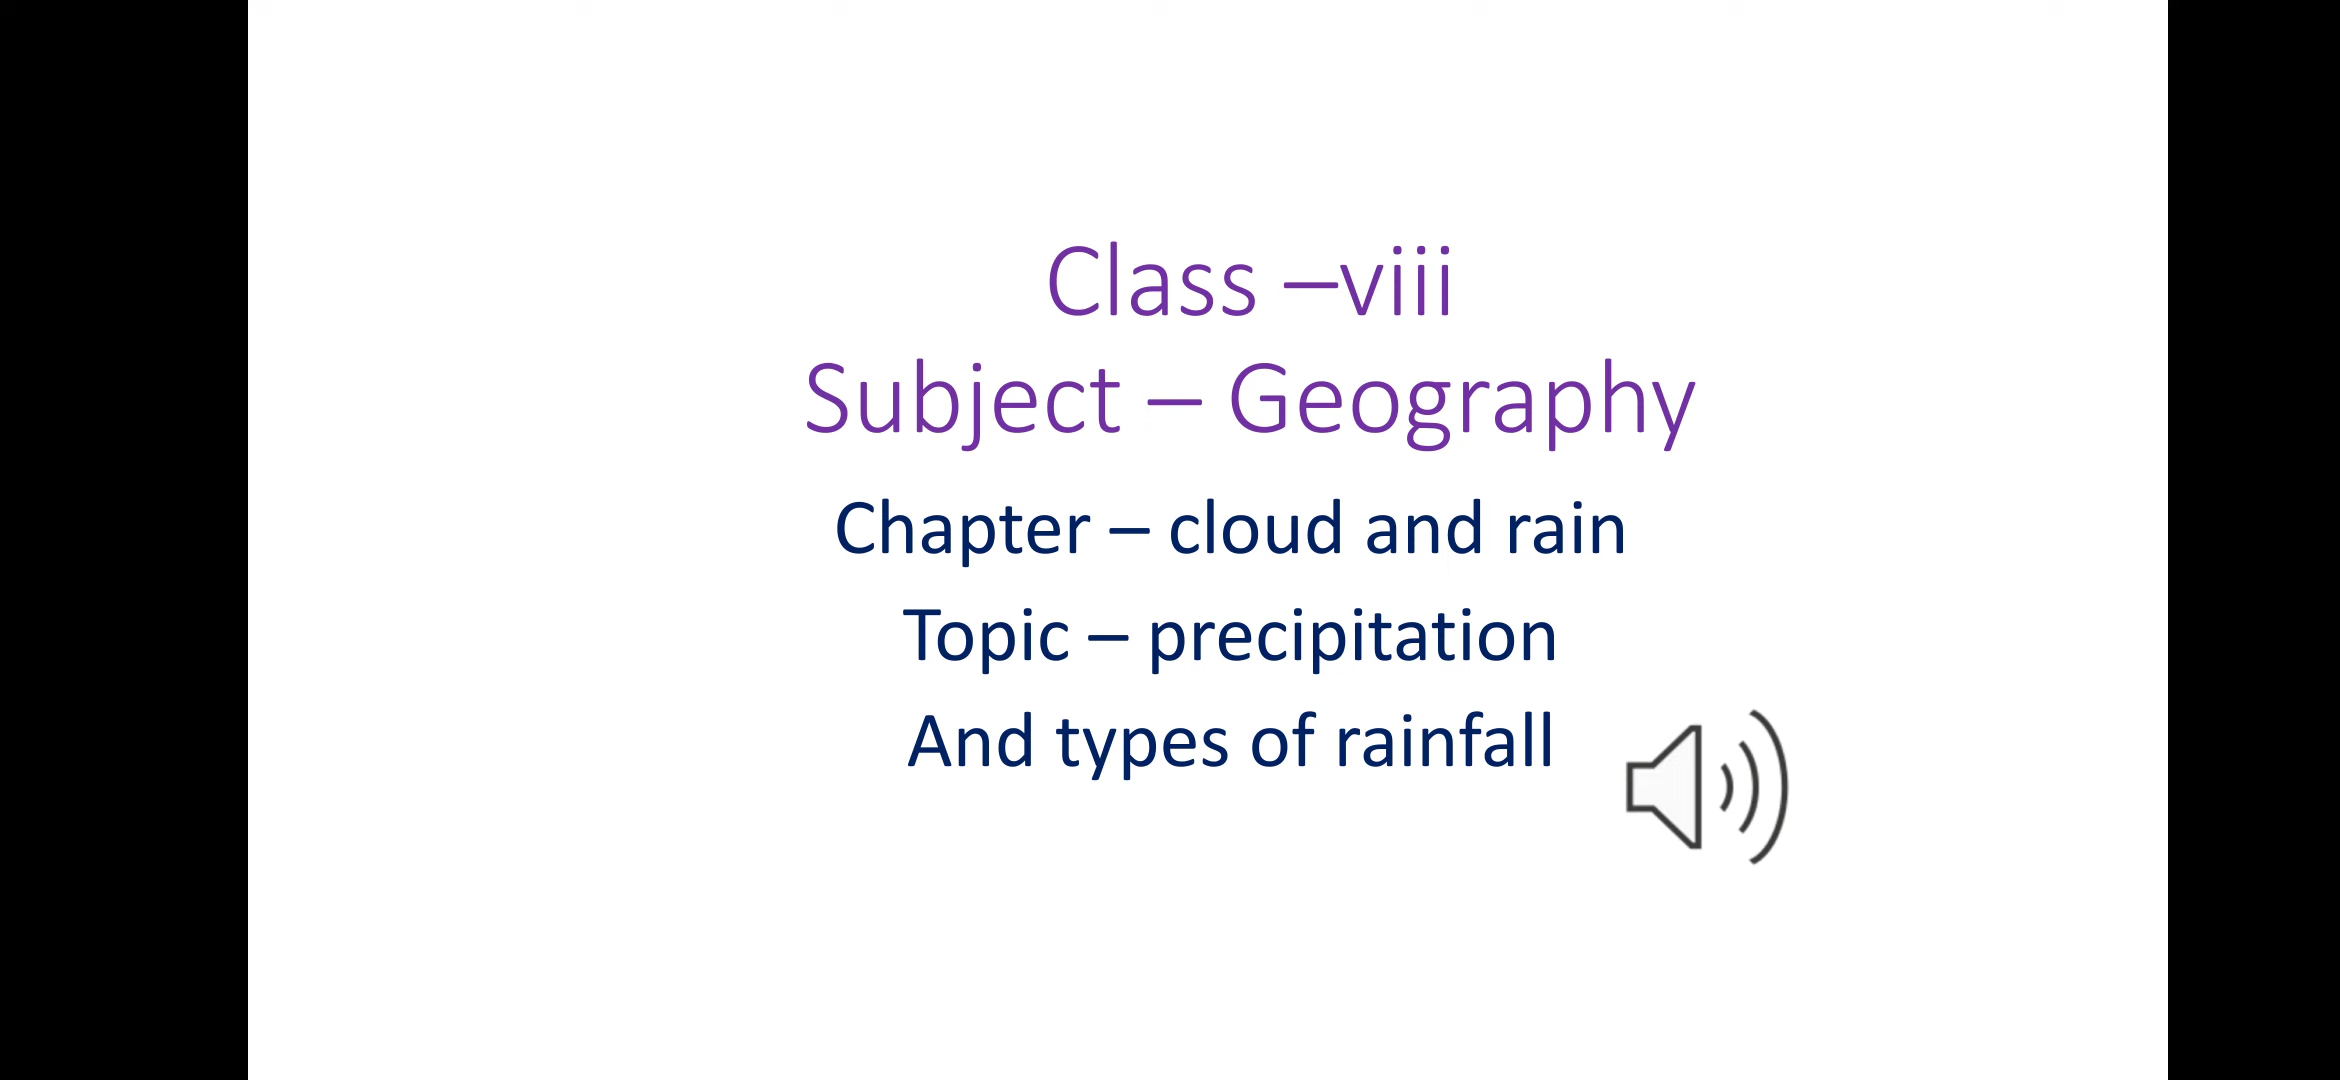 Class –viii
Subject – Geography
Chapter – cloud and rain
Topic – precipitation
And types of rainfall